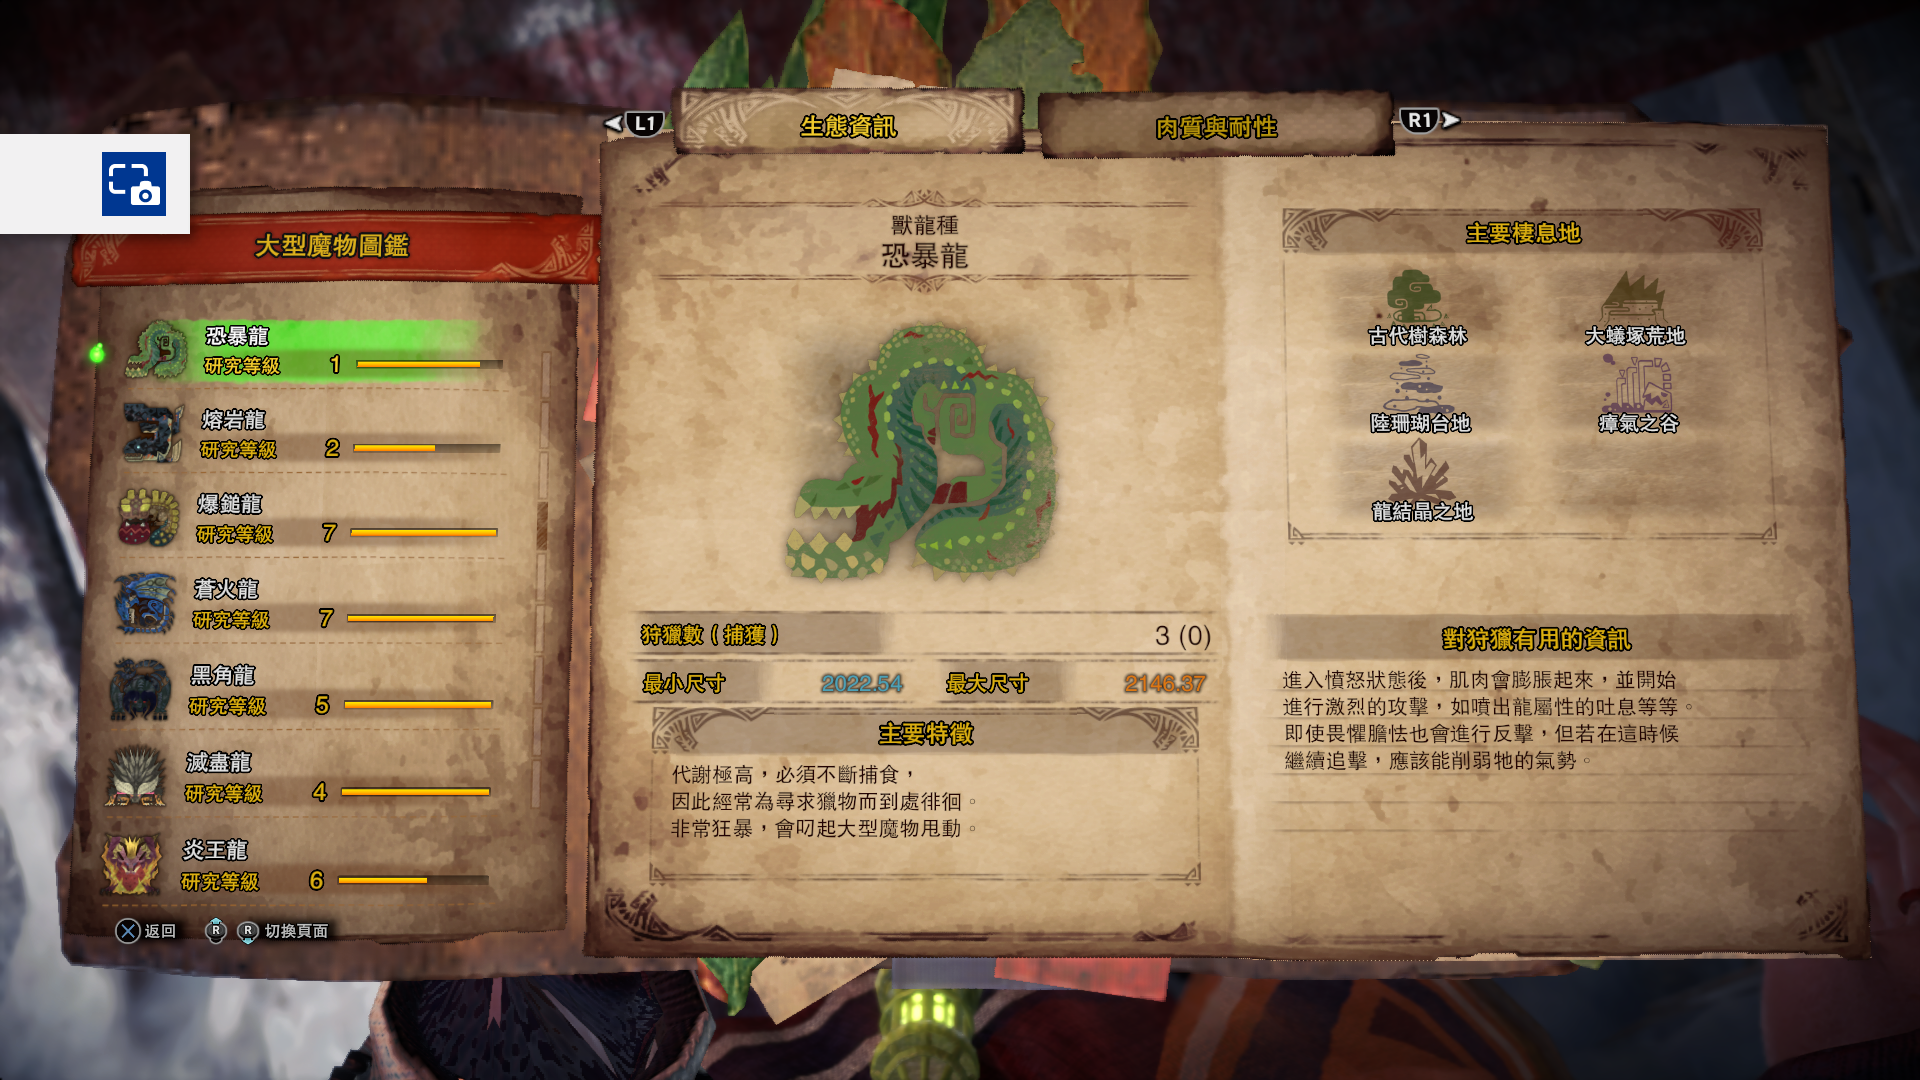 L1
生態資訊
肉質與耐性
R1
大型魔物圖鑑
恐暴龍
研究等級 1
熔岩龍
研究等級 2
爆鎚龍
研究等級 7
蒼火龍
研究等級 7
黑角龍
研究等級 5
滅盡龍
研究等級 4
炎王龍
研究等級 6
返回 R R 切換頁面
獸龍種
恐暴龍
狩獵數(捕獲) 3 (0)
最小尺寸 2022.54 最大尺寸 2146.37
主要特徵
代謝極高,必須不斷捕食,
因此經常為尋求獵物而到處徘徊。
非常狂暴,會叼起大型魔物甩動。
主要棲息地
古代樹森林 大蟻塚荒地
陸珊瑚台地 瘴氣之谷
龍結晶之地
對狩獵有用的資訊
進入憤怒狀態後,肌肉會膨脹起來,並開始
進行激烈的攻擊,如噴出龍屬性的吐息等等。
即使畏懼膽怯也會進行反擊,但若在這時候
繼續追擊,應該能削弱牠的氣勢。